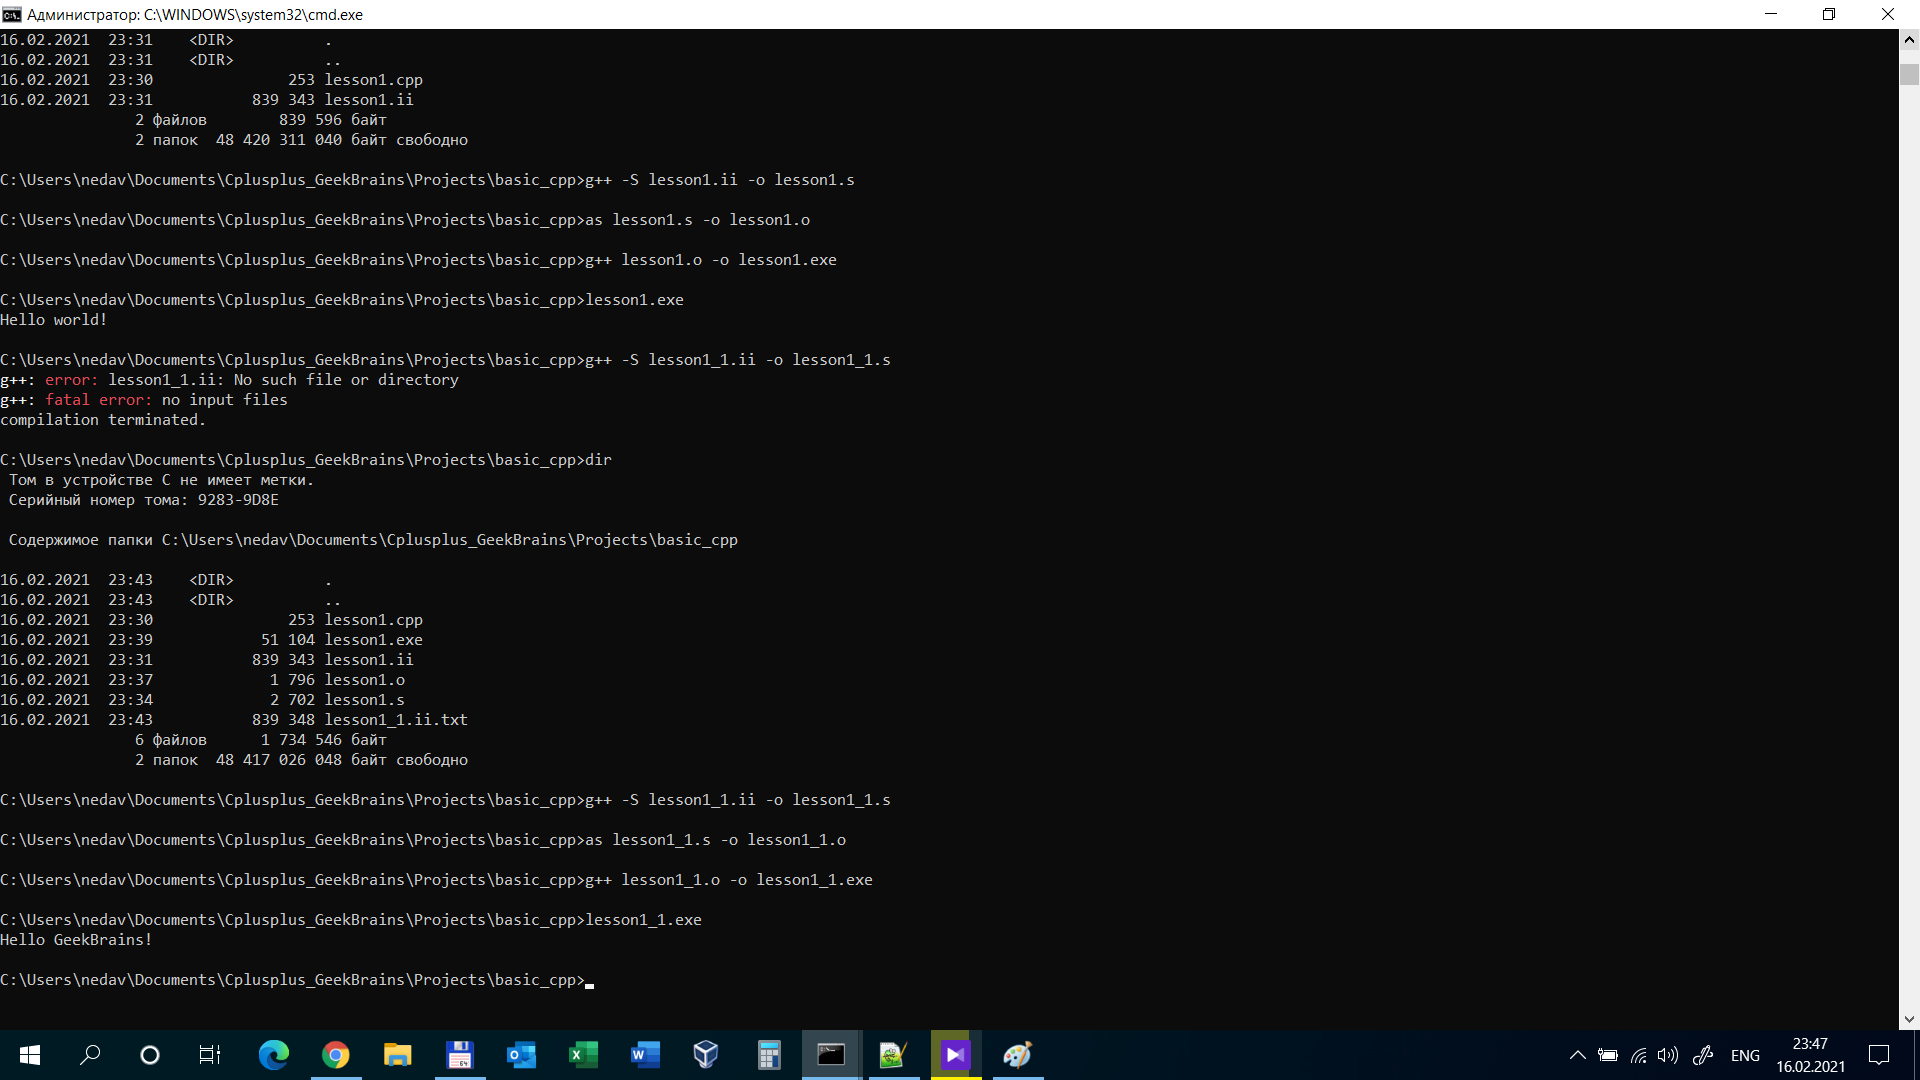 Администратор: C:\WINDOWS\system32\cmd.exe
16.02.2021  23:31    <DIR>          .
16.02.2021  23:31    <DIR>          ..
16.02.2021  23:30               253 lesson1.cpp
16.02.2021  23:31           839 343 lesson1.ii
               2 файлов        839 596 байт
               2 папок  48 420 311 040 байт свободно
C:\Users\nedav\Documents\Cplusplus_GeekBrains\Projects\basic_cpp>g++ -S lesson1.ii -o lesson1.s
C:\Users\nedav\Documents\Cplusplus_GeekBrains\Projects\basic_cpp>as lesson1.s -o lesson1.o
C:\Users\nedav\Documents\Cplusplus_GeekBrains\Projects\basic_cpp>g++ lesson1.o -o lesson1.exe
C:\Users\nedav\Documents\Cplusplus_GeekBrains\Projects\basic_cpp>lesson1.exe
Hello world!
C:\Users\nedav\Documents\Cplusplus_GeekBrains\Projects\basic_cpp>g++ -S lesson1_1.ii -o lesson1_1.s
g++: error: lesson1_1.ii: No such file or directory
g++: fatal error: no input files
compilation terminated.
C:\Users\nedav\Documents\Cplusplus_GeekBrains\Projects\basic_cpp>dir
 Том в устройстве C не имеет метки.
 Серийный номер тома: 9283-9D8E
 Содержимое папки C:\Users\nedav\Documents\Cplusplus_GeekBrains\Projects\basic_cpp
16.02.2021  23:43    <DIR>          .
16.02.2021  23:43    <DIR>          ..
16.02.2021  23:30               253 lesson1.cpp
16.02.2021  23:39            51 104 lesson1.exe
16.02.2021  23:31           839 343 lesson1.ii
16.02.2021  23:37             1 796 lesson1.o
16.02.2021  23:34             2 702 lesson1.s
16.02.2021  23:43           839 348 lesson1_1.ii.txt
               6 файлов      1 734 546 байт
               2 папок  48 417 026 048 байт свободно
C:\Users\nedav\Documents\Cplusplus_GeekBrains\Projects\basic_cpp>g++ -S lesson1_1.ii -o lesson1_1.s
C:\Users\nedav\Documents\Cplusplus_GeekBrains\Projects\basic_cpp>as lesson1_1.s -o lesson1_1.o
C:\Users\nedav\Documents\Cplusplus_GeekBrains\Projects\basic_cpp>g++ lesson1_1.o -o lesson1_1.exe
C:\Users\nedav\Documents\Cplusplus_GeekBrains\Projects\basic_cpp>lesson1_1.exe
Hello GeekBrains!
C:\Users\nedav\Documents\Cplusplus_GeekBrains\Projects\basic_cpp>
ENG
23:47
16.02.2021